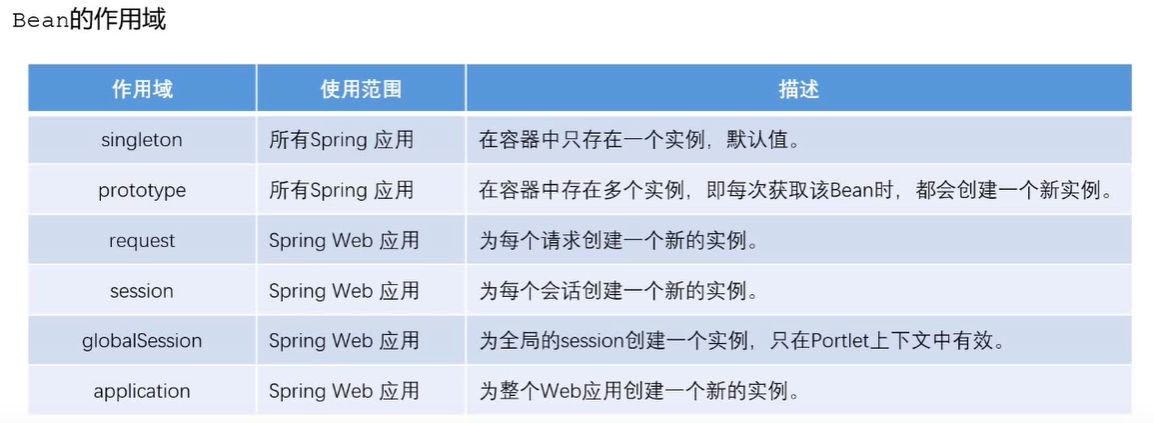 Bean的作用域
作用域 使用范围 描述
singleton 所有Spring 应用 在容器中只存在一个实例，默认值。
prototype 所有Spring 应用 在容器中存在多个实例，即每次获取该Bean时，都会创建一个新实例。
request Spring Web 应用 为每个请求创建一个新的实例。
session Spring Web 应用 为每个会话创建一个新的实例。
globalSession Spring Web 应用 为全局的session创建一个实例，只在Portlet上下文中有效。
application Spring Web 应用 为整个Web应用创建一个新的实例。